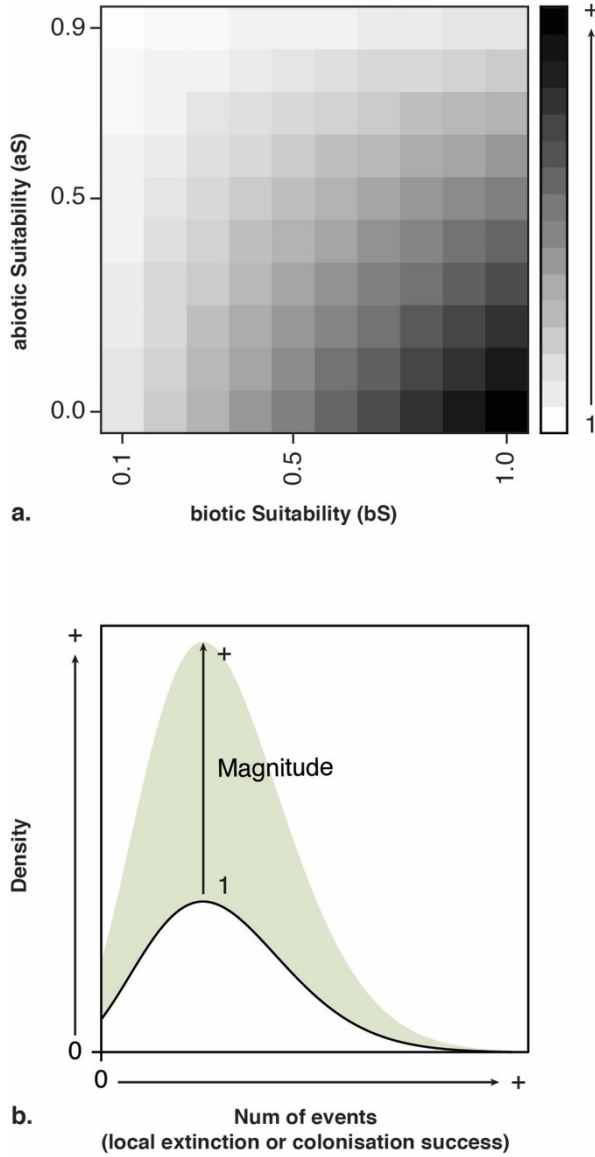 0.9
0.5
0.0
abiotic Suitability (aS)
+
1
0.1
0.5
1.0
a.
biotic Suitability (bS)
+
+
Magnitude
1
Density
0
0
+
b.
Num of events
(local extinction or colonisation success)